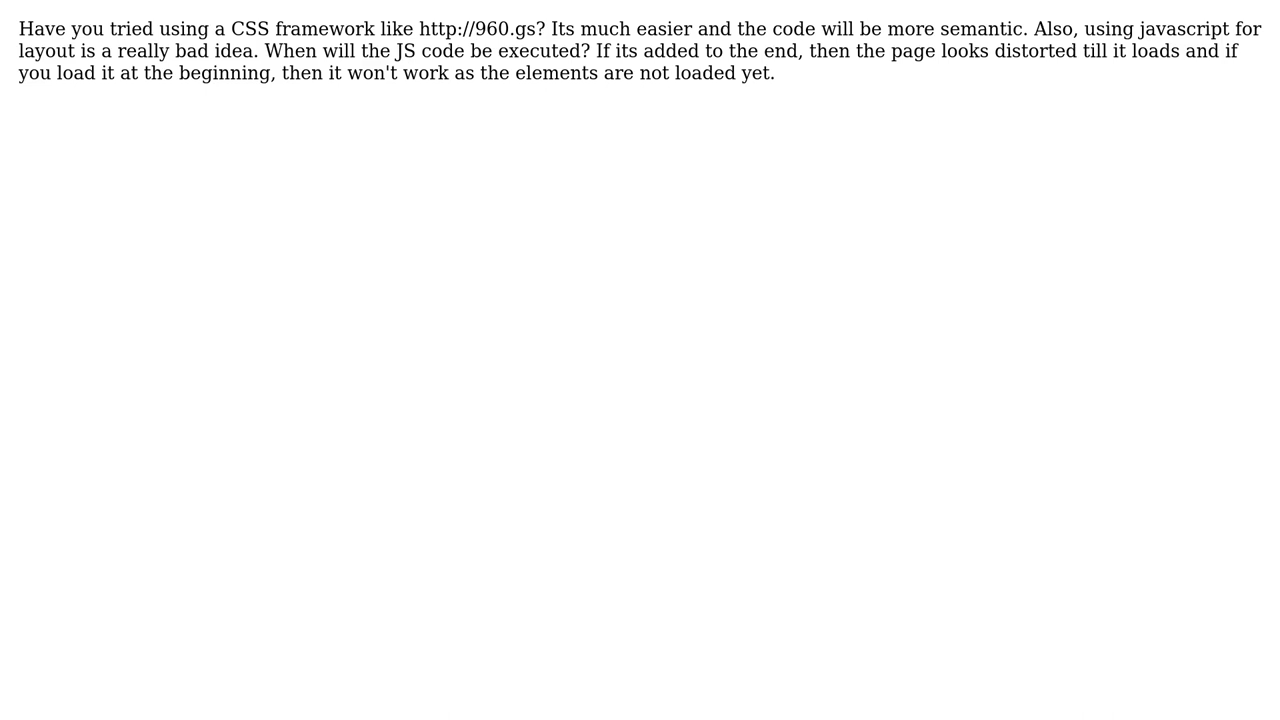 Have you tried using a CSS framework like http://960.gs? Its much easier and the code will be more semantic. Also, using javascript for
layout is a really bad idea. When will the JS code be executed? If its added to the end, then the page looks distorted till it loads and if
you load it at the beginning, then it won't work as the elements are not loaded yet.